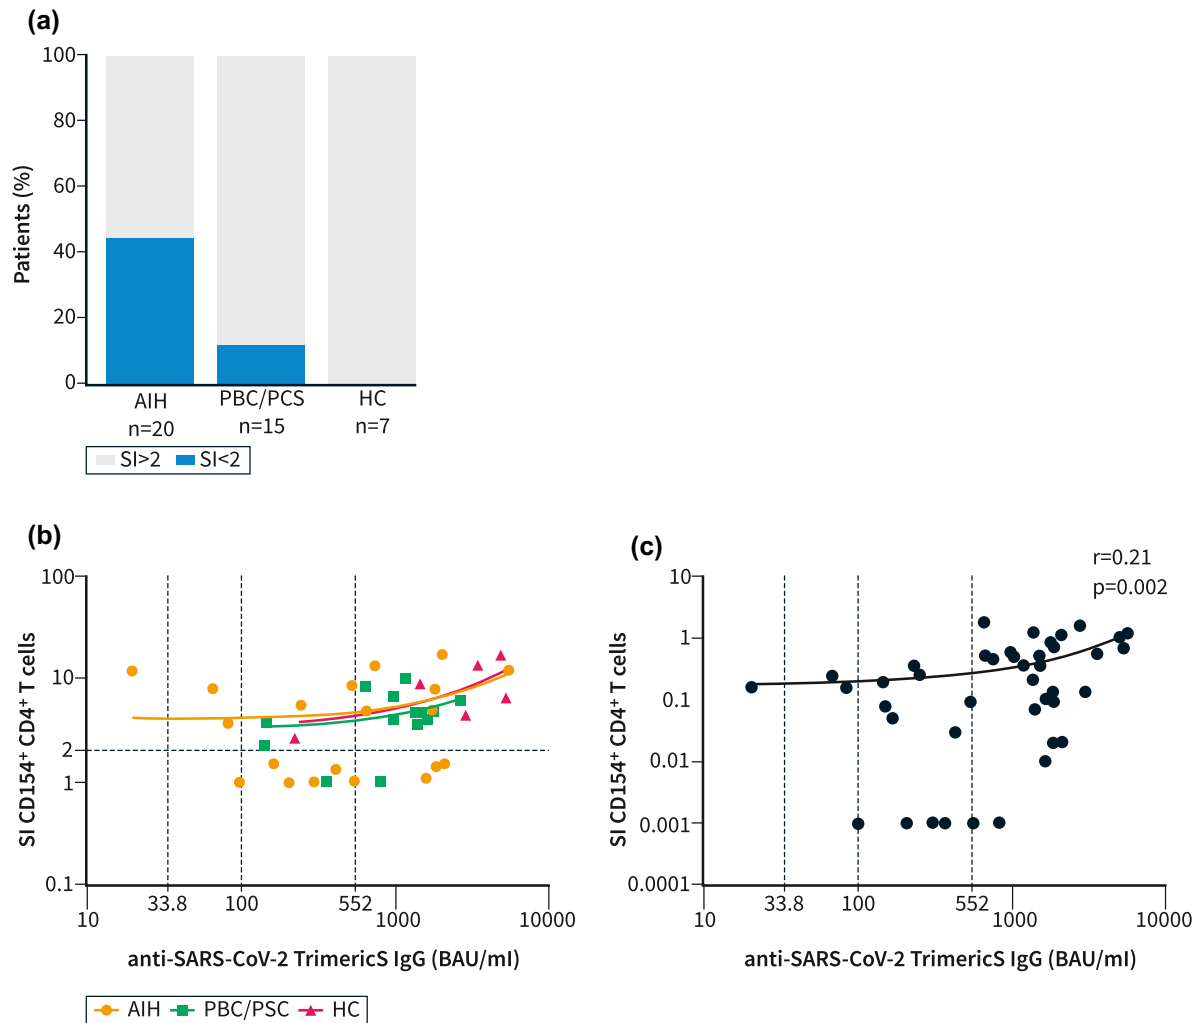 (a)
100
80
60
40
20
0
Patients (%)
AIH
n=20
PBC/PCS
n=15
HC
n=7
SI>2 SI<2
(b)
100
10
2
1
0.1
SI CD154+ CD4+ T cells
10 33.8 100 552 1000 10000
anti-SARS-CoV-2 TrimericS IgG (BAU/ml)
AIH PBC/PSC HC
(c)
r=0.21
p=0.002
10
1
0.1
0.01
0.001
0.0001
SI CD154+ CD4+ T cells
10 33.8 100 552 1000 10000
anti-SARS-CoV-2 TrimericS IgG (BAU/ml)